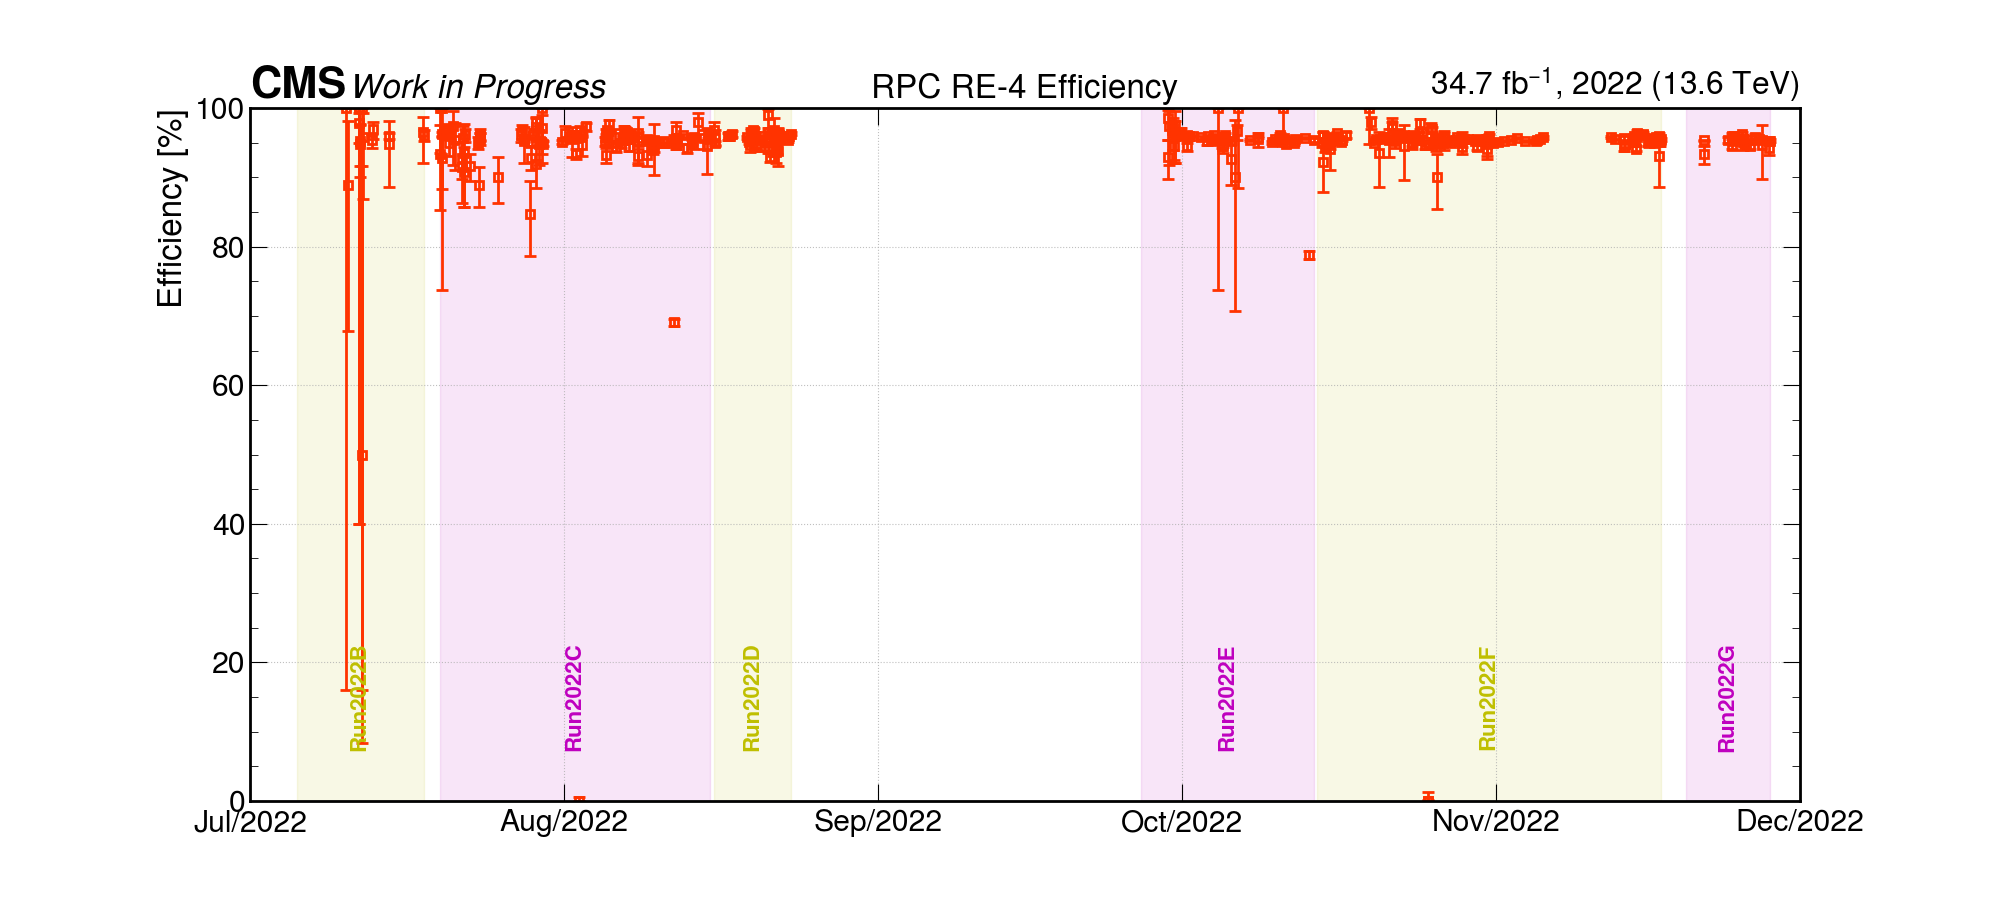 CMS Work in Progress RPC RE-4 Efficiency 34.7 fb⁻¹, 2022 (13.6 TeV)
Efficiency [%]
100
80
60
40
20
0
Run2022B
Run2022C
Run2022D
Run2022E
Run2022F
Run2022G
Jul/2022 Aug/2022 Sep/2022 Oct/2022 Nov/2022 Dec/2022